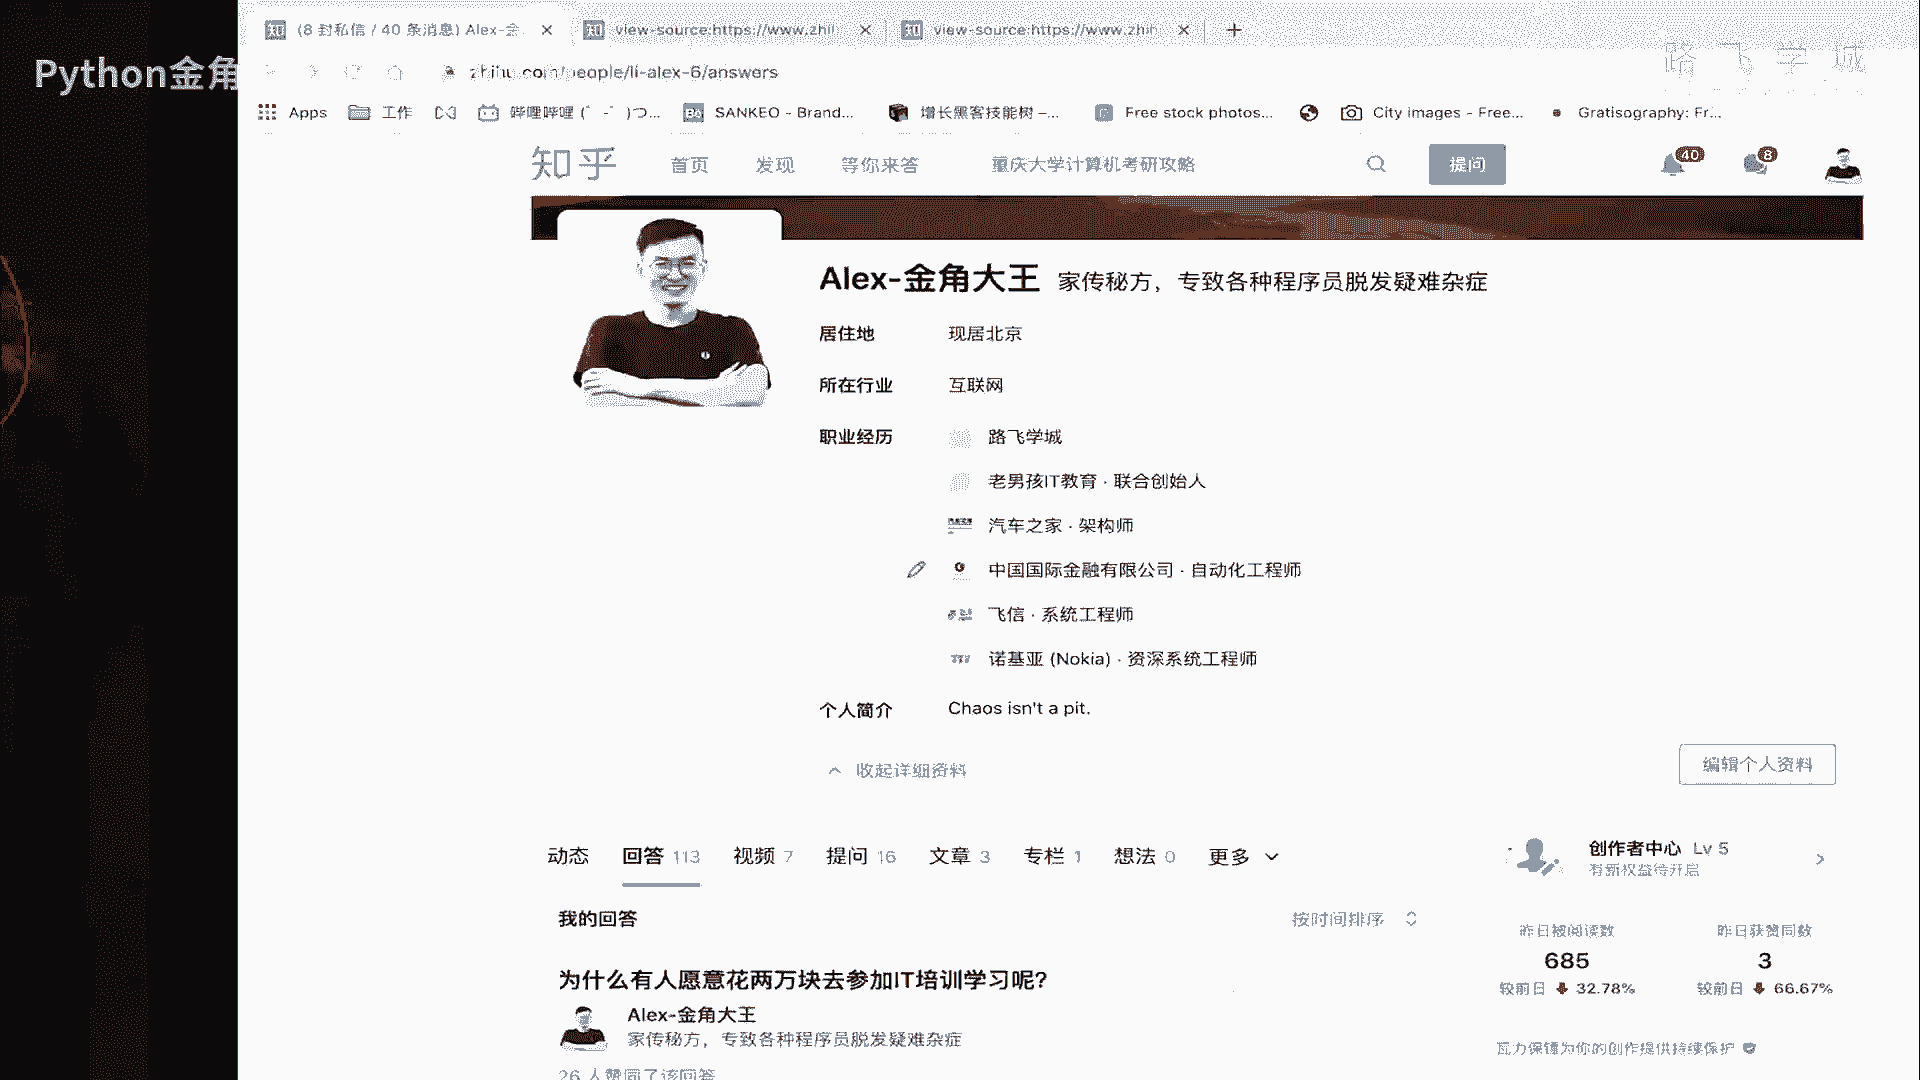 (8 封私信 / 40 条消息) Alex-金
view-source:https://www.zhil
view-source:https://www.zhih
Python金角
路飞学城
zhihu.com/people/li-alex-6/answers
Apps
工作
哔哩哔哩 (゜-゜)つ...
SANKEO - Brand...
增长黑客技能树 –...
Free stock photos...
City images - Free...
Gratisography: Fr...
知乎
首页
发现
等你来答
重庆大学计算机考研攻略
提问
40
8
Alex-金角大王 家传秘方，专致各种程序员脱发疑难杂症
居住地 现居北京
所在行业 互联网
职业经历 路飞学城
老男孩IT教育 · 联合创始人
汽车之家 · 架构师
中国国际金融有限公司 · 自动化工程师
飞信 · 系统工程师
诺基亚 (Nokia) · 资深系统工程师
个人简介 Chaos isn't a pit.
收起详细资料
编辑个人资料
动态 回答 113 视频 7 提问 16 文章 3 专栏 1 想法 0 更多
创作者中心 Lv 5
有新权益待开启
我的回答
按时间排序
昨日被阅读数 昨日获赞同数
685 3
较前日 32.78% 较前日 66.67%
为什么有人愿意花两万块去参加IT培训学习呢?
Alex-金角大王
家传秘方，专致各种程序员脱发疑难杂症
瓦力保镖为你的创作提供持续保护
26 人赞同了该回答